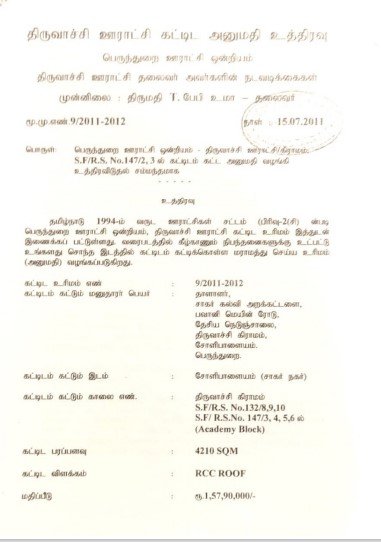 திருவாச்சி ஊராட்சி கட்டிட அனுமதி உத்திரவு
பெருந்துறை ஊராட்சி ஒன்றியம்
திருவாச்சி ஊராட்சி தலைவர் அவர்களின் நடவடிக்கைகள்
முன்னிலை : திருமதி T. பேபி உமா – தலைவர்
மூ.மு.எண் 9/2011-2012 நாள் : 15.07.2011
பொருள்: பெருந்துறை ஊராட்சி ஒன்றியம் - திருவாச்சி ஊராட்சி/கிராமம்.
S.F/R.S. No.147/2, 3 ல் கட்டிடம் கட்ட அனுமதி வழங்கி
உத்திரவிடுதல் சம்மந்தமாக
- - - - -
உத்திரவு
தமிழ்நாடு 1994-ம் வருட ஊராட்சிகள் சட்டம் (பிரிவு-2(சி) ன்படி
பெருந்துறை ஊராட்சி ஒன்றியம், திருவாச்சி ஊராட்சி கட்டிட உரிமம் இத்துடன்
இணைக்கப் பட்டுள்ளது. வரைபடத்தில் கீழ்காணும் நிபந்தனைகளுக்கு உட்பட்டு
உங்களது சொந்த இடத்தில் கட்டிடம் கட்டிக்கொள்ள மராமத்து செய்ய உரிமம்
(அனுமதி) வழங்கப்படுகிறது.
கட்டிட உரிமம் எண் : 9/2011-2012
கட்டிடம் கட்டும் மனுதாரர் பெயர் : தாளாளர்,
சாகர் கல்வி அறக்கட்டளை,
பவானி மெயின் ரோடு,
தேசிய நெடுஞ்சாலை,
திருவாச்சி கிராமம்,
சோளிபாளையம்.
பெருந்துறை.
கட்டிடம் கட்டும் இடம் : சோளிபாளையம் (சாகர் நகர்)
கட்டிடம் கட்டும் காலை எண். : திருவாச்சி கிராமம்
S.F/R.S. No.132/8,9,10
S.F/ R.S.No. 147/3, 4, 5,6 ல்
(Academy Block)
கட்டிட பரப்பளவு : 4210 SQM
கட்டிட விளக்கம் : RCC ROOF
மதிப்பீடு : ரூ.1,57,90,000/-